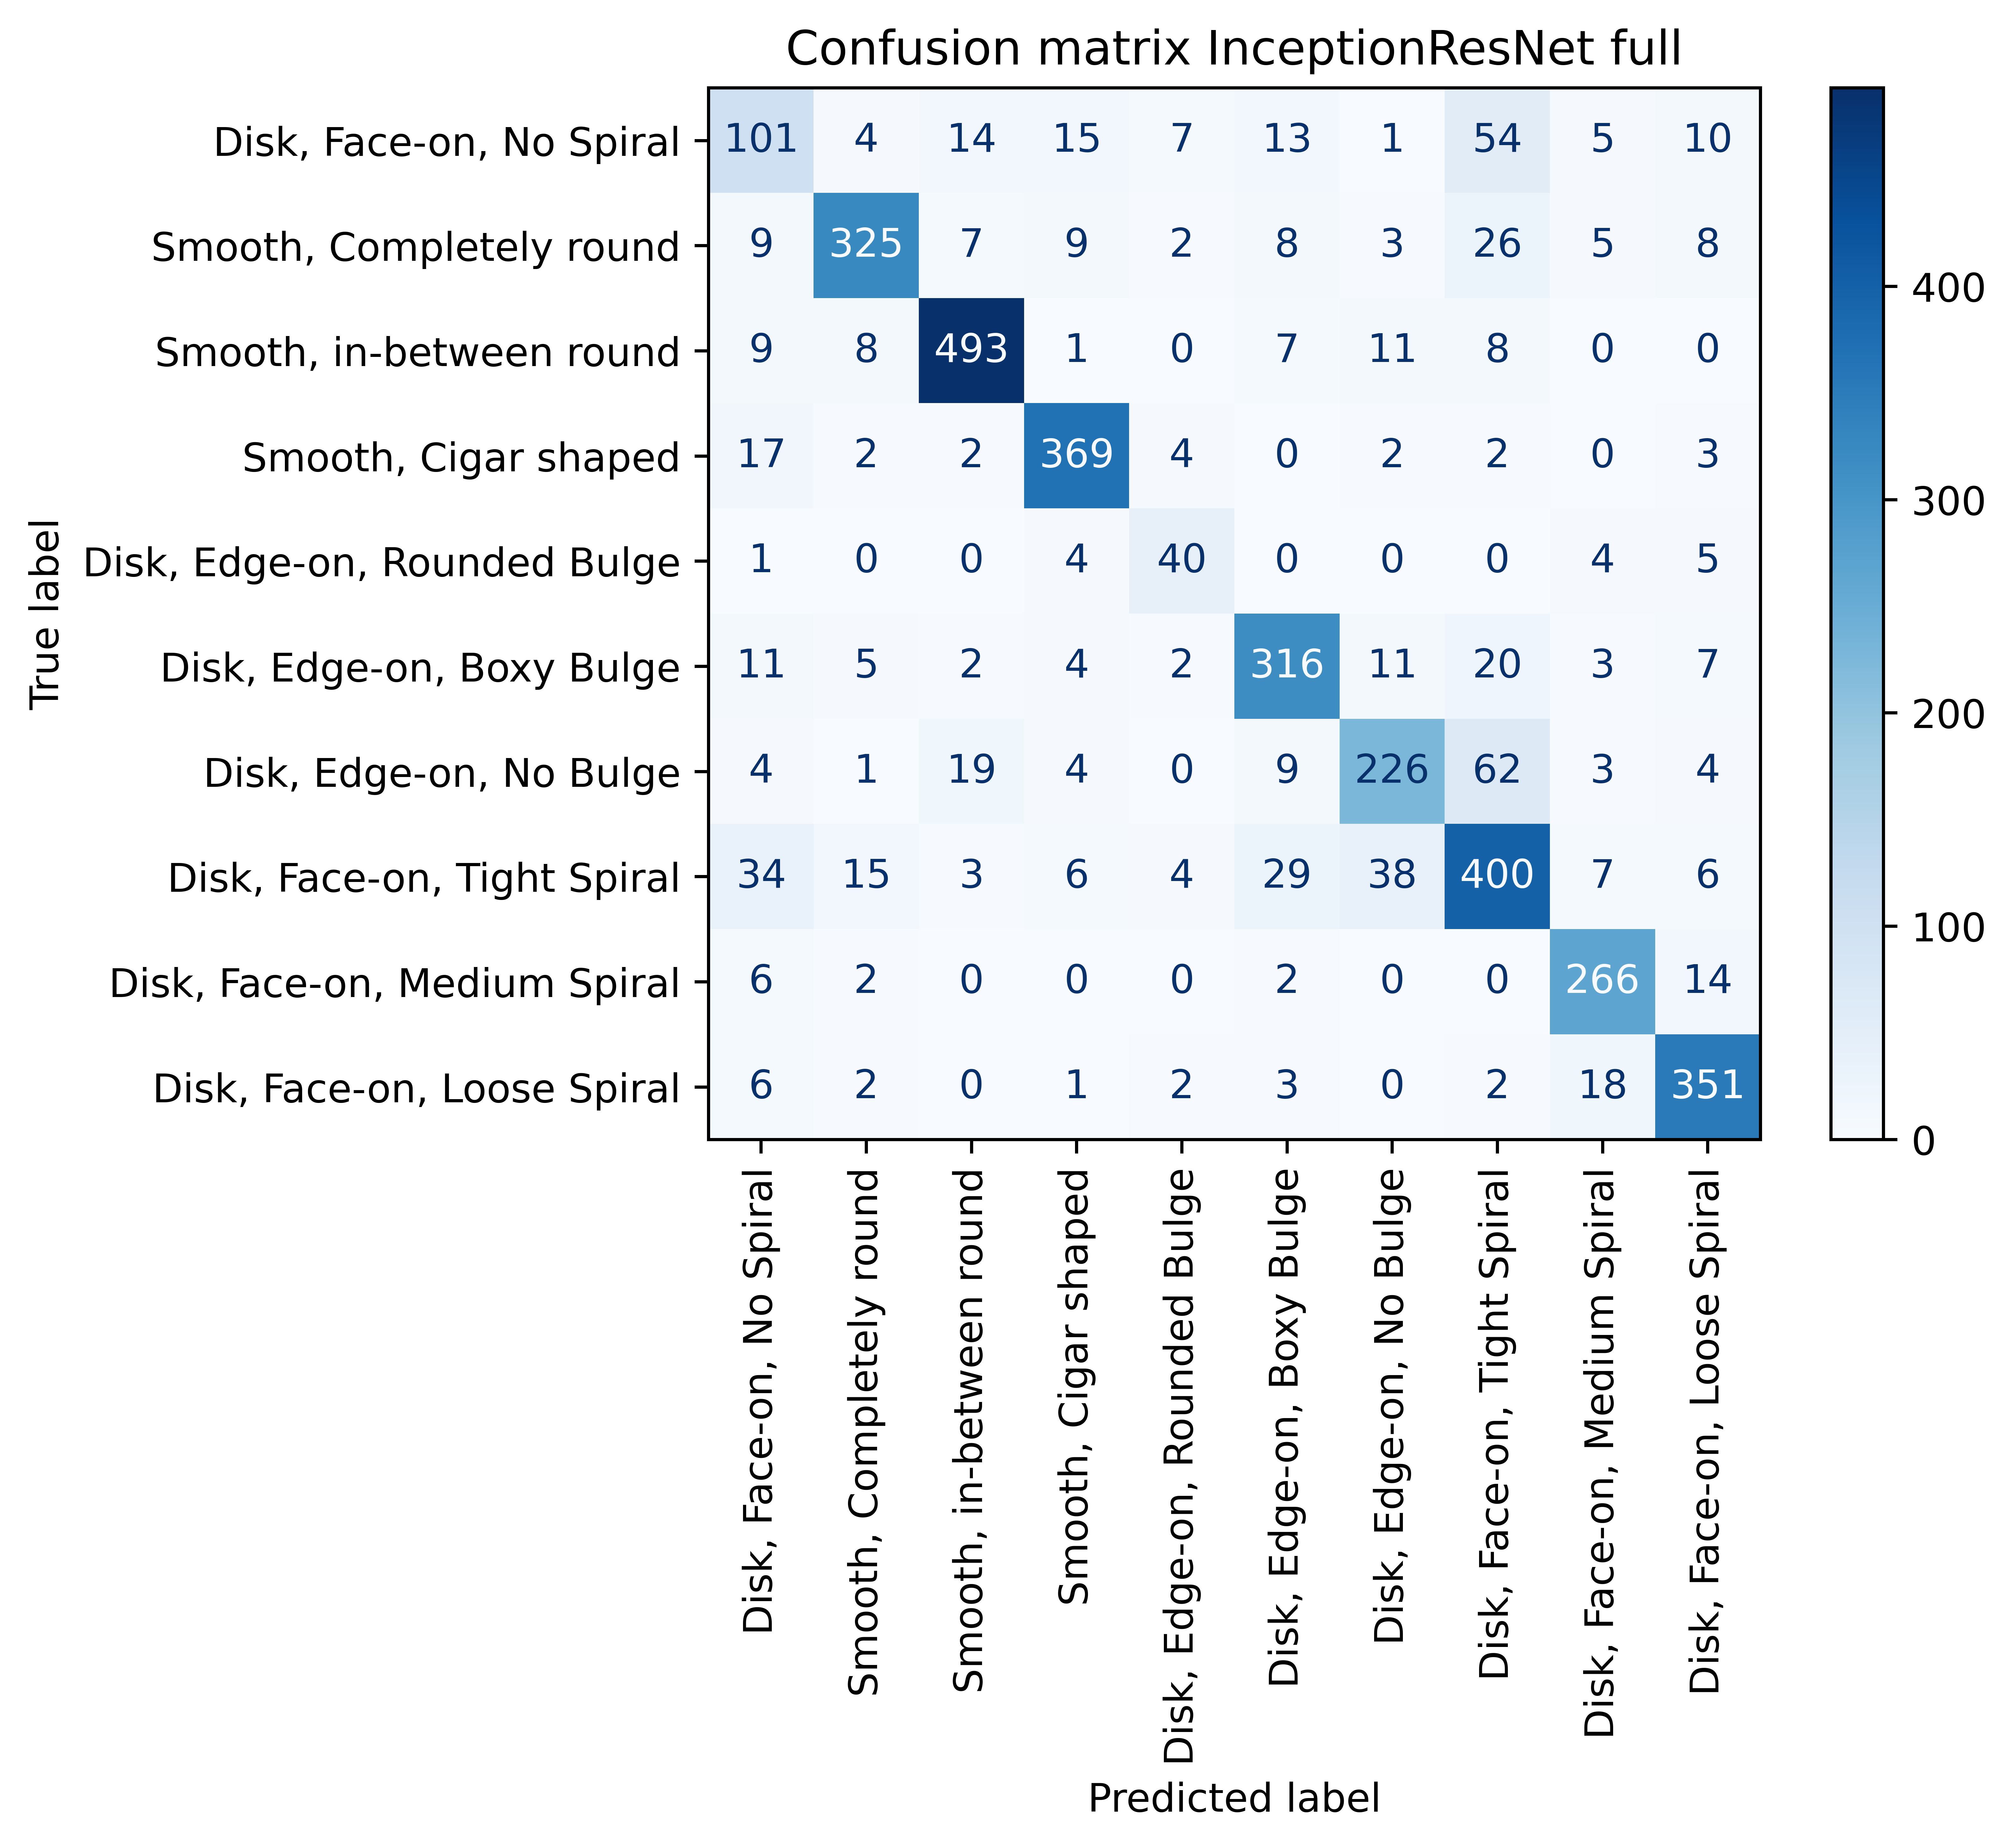 Confusion matrix InceptionResNet full
True label
Disk, Face-on, No Spiral 101 4 14 15 7 13 1 54 5 10
Smooth, Completely round 9 325 7 9 2 8 3 26 5 8
Smooth, in-between round 9 8 493 1 0 7 11 8 0 0
Smooth, Cigar shaped 17 2 2 369 4 0 2 2 0 3
Disk, Edge-on, Rounded Bulge 1 0 0 4 40 0 0 0 4 5
Disk, Edge-on, Boxy Bulge 11 5 2 4 2 316 11 20 3 7
Disk, Edge-on, No Bulge 4 1 19 4 0 9 226 62 3 4
Disk, Face-on, Tight Spiral 34 15 3 6 4 29 38 400 7 6
Disk, Face-on, Medium Spiral 6 2 0 0 0 2 0 0 266 14
Disk, Face-on, Loose Spiral 6 2 0 1 2 3 0 2 18 351
Disk, Face-on, No Spiral
Smooth, Completely round
Smooth, in-between round
Smooth, Cigar shaped
Disk, Edge-on, Rounded Bulge
Disk, Edge-on, Boxy Bulge
Disk, Edge-on, No Bulge
Disk, Face-on, Tight Spiral
Disk, Face-on, Medium Spiral
Disk, Face-on, Loose Spiral
Predicted label
400
300
200
100
0